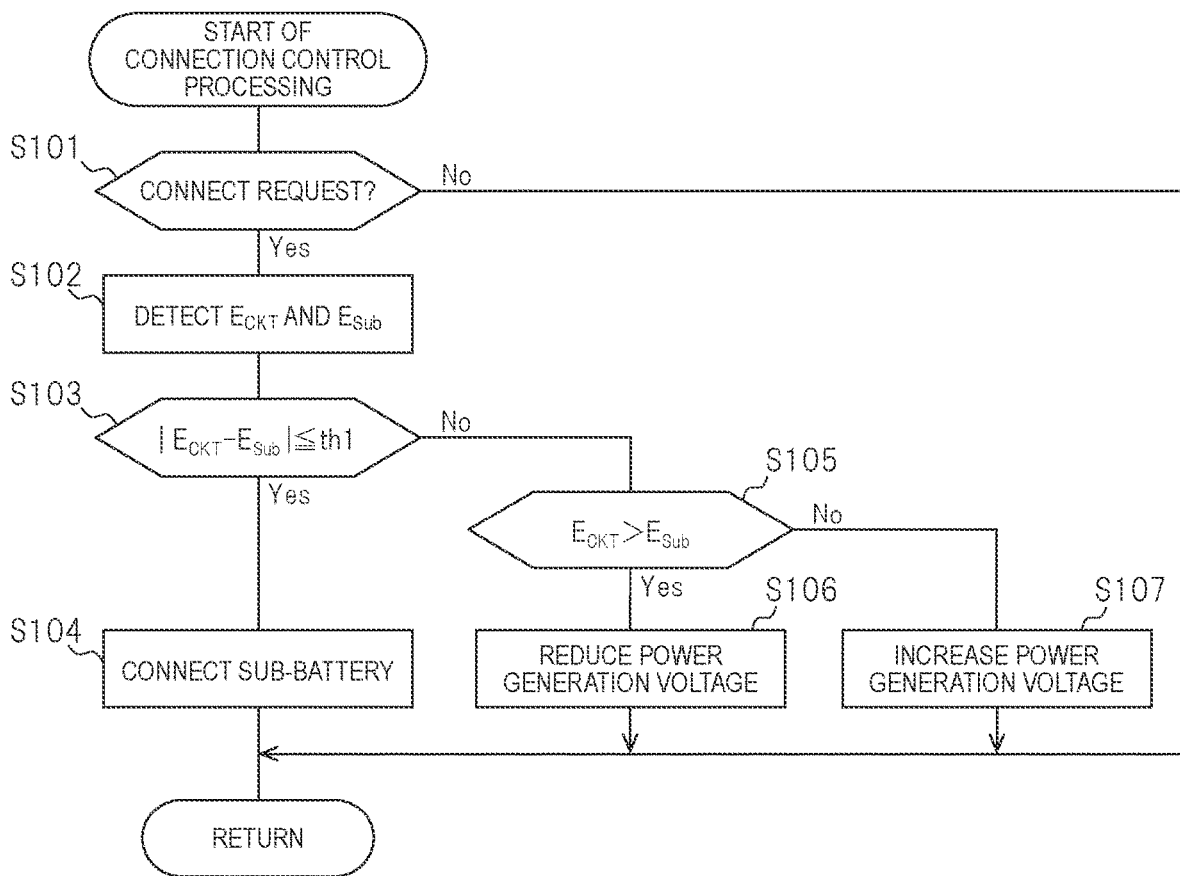 START OF
CONNECTION CONTROL
PROCESSING
S101
CONNECT REQUEST?
No
Yes
S102
DETECT E_CKT AND E_Sub
S103
| E_CKT-E_Sub |≦th1
No
Yes
S105
E_CKT>E_Sub
No
Yes
S104
CONNECT SUB-BATTERY
S106
REDUCE POWER
GENERATION VOLTAGE
S107
INCREASE POWER
GENERATION VOLTAGE
RETURN